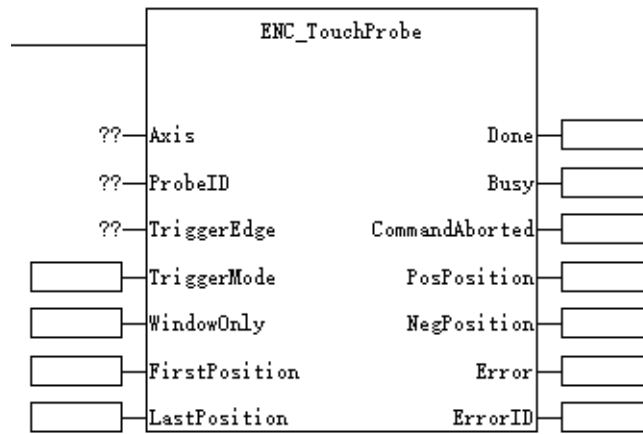 ENC_TouchProbe
?? Axis Done
?? ProbeID Busy
?? TriggerEdge CommandAborted
TriggerMode PosPosition
WindowOnly NegPosition
FirstPosition Error
LastPosition ErrorID